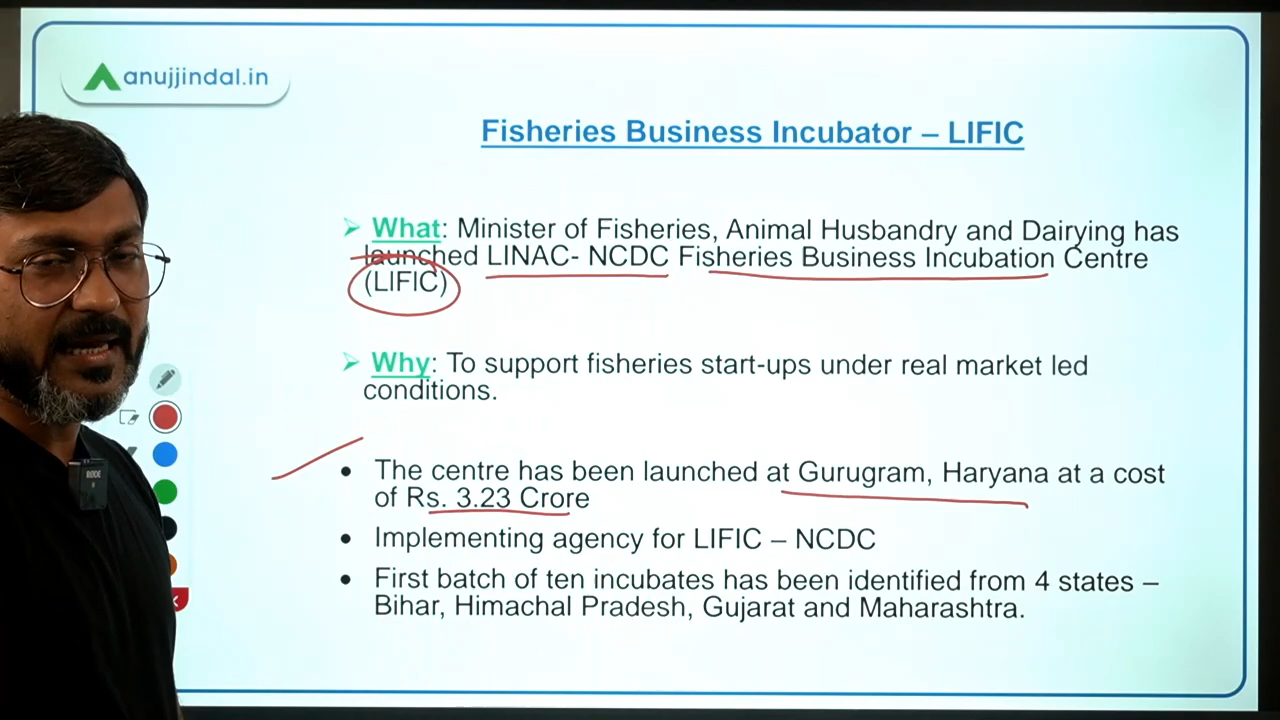 anujjindal.in
Fisheries Business Incubator – LIFIC
What: Minister of Fisheries, Animal Husbandry and Dairying has
launched LINAC- NCDC Fisheries Business Incubation Centre
(LIFIC)
Why: To support fisheries start-ups under real market led
conditions.
The centre has been launched at Gurugram, Haryana at a cost
of Rs. 3.23 Crore
Implementing agency for LIFIC – NCDC
First batch of ten incubates has been identified from 4 states –
Bihar, Himachal Pradesh, Gujarat and Maharashtra.
RODE